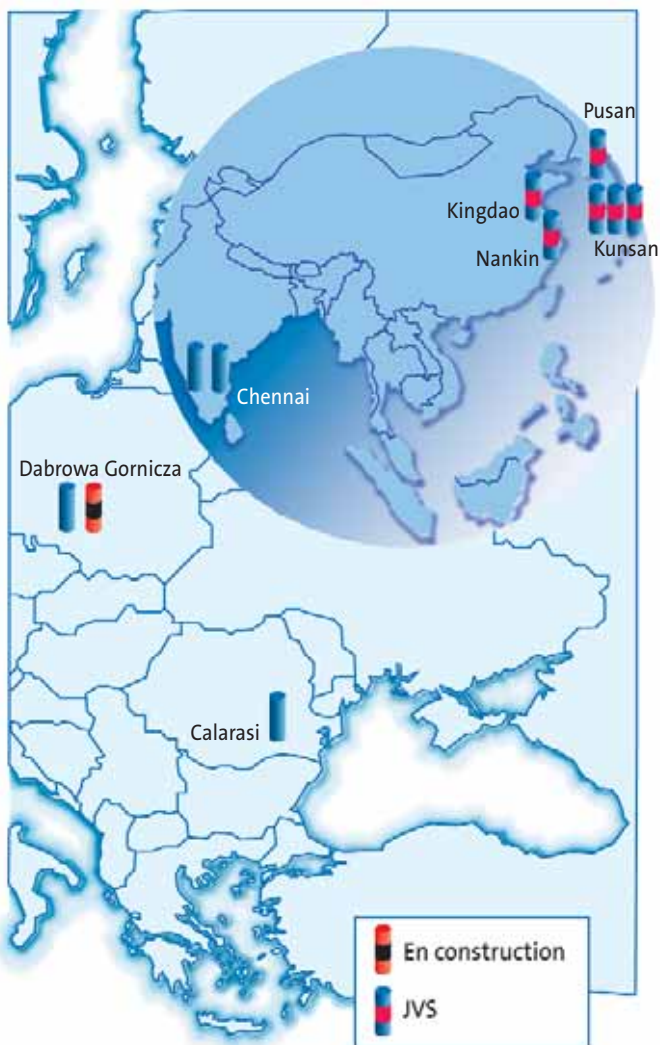 Pusan
Kingdao
Kunsan
Nankin
Chennai
Dabrowa Gornicza
Calarasi
En construction
JVS